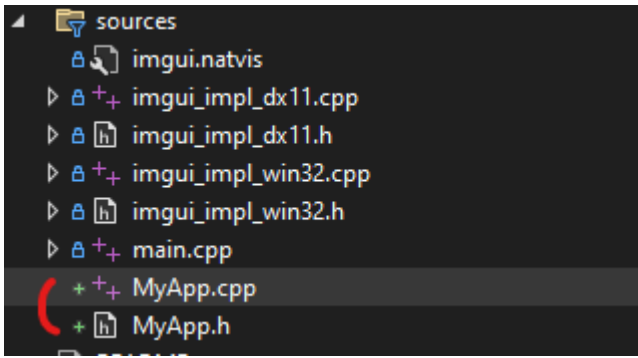 sources
imgui.natvis
imgui_impl_dx11.cpp
imgui_impl_dx11.h
imgui_impl_win32.cpp
imgui_impl_win32.h
main.cpp
MyApp.cpp
MyApp.h